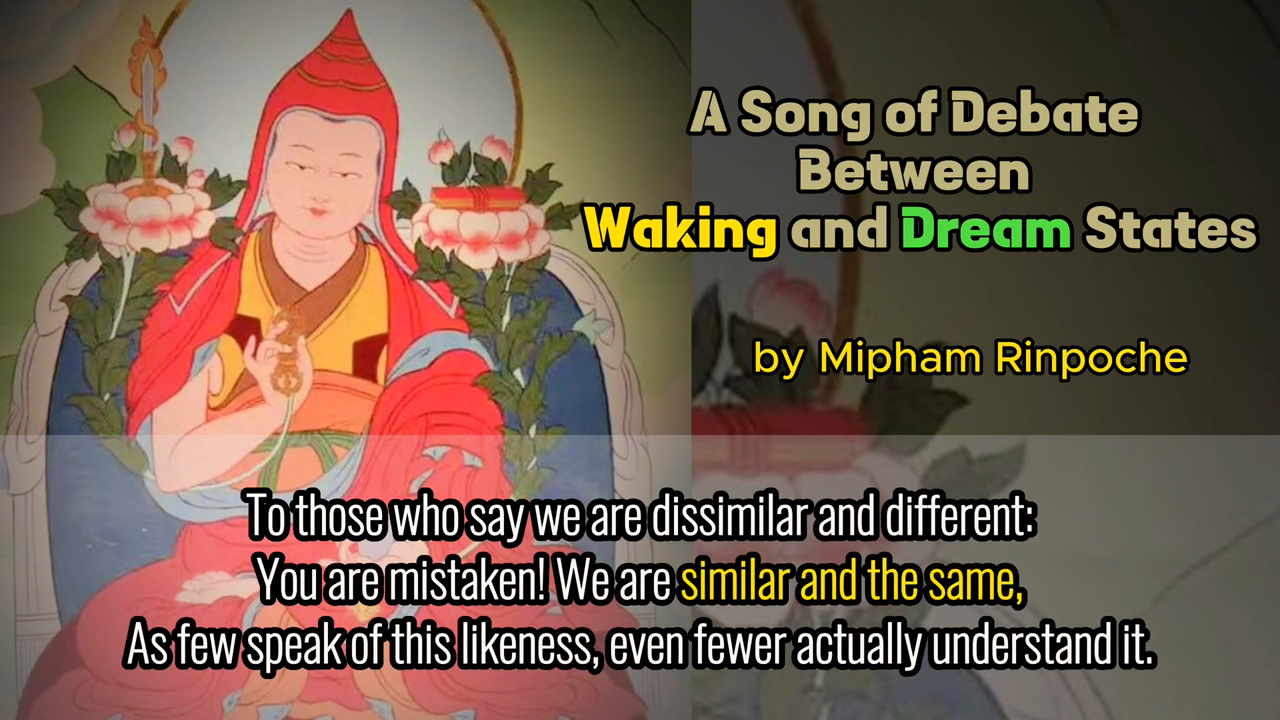 A Song of Debate
Between
Waking and Dream States
by Mipham Rinpoche
To those who say we are dissimilar and different:
You are mistaken! We are similar and the same,
As few speak of this likeness, even fewer actually understand it.